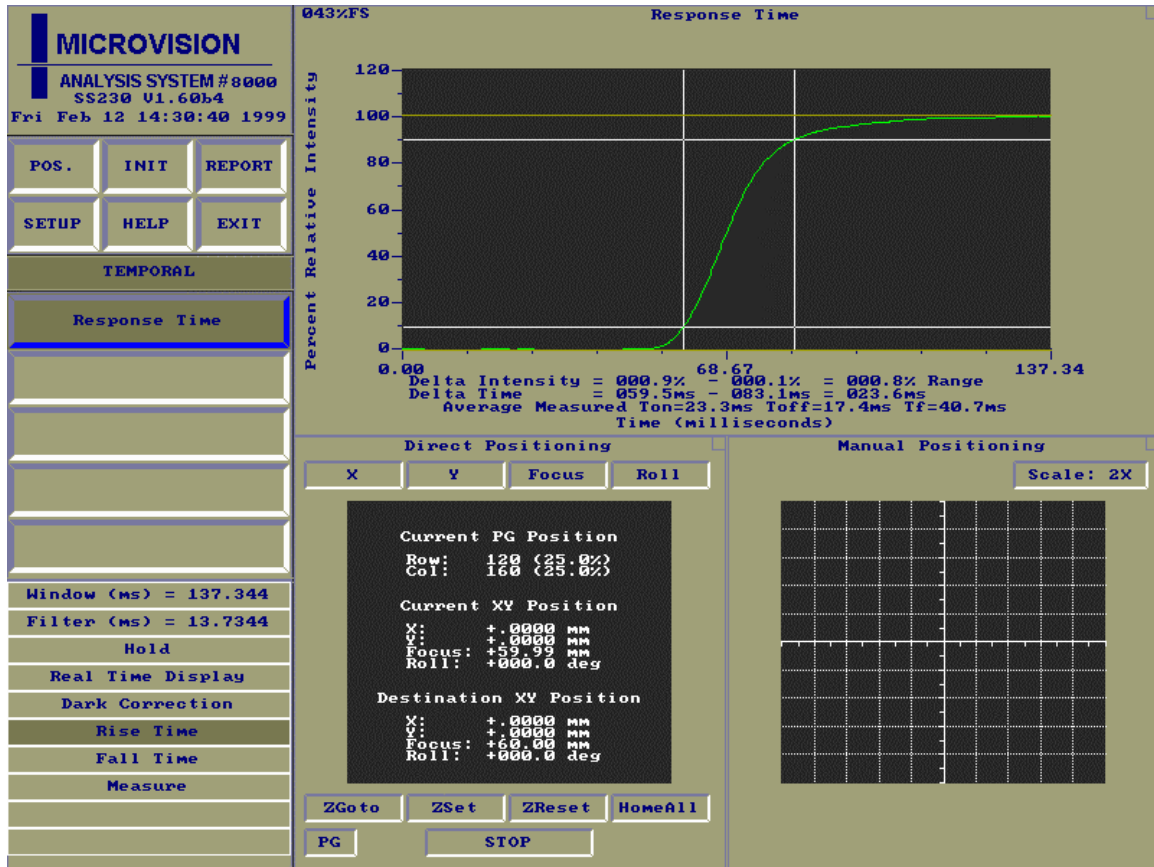 MICROVISION
ANALYSIS SYSTEM # 8000
SS230 V1.60b4
Fri Feb 12 14:30:40 1999
POS. INIT REPORT
SETUP HELP EXIT
TEMPORAL
Response Time
Window (ms) = 137.344
Filter (ms) = 13.7344
Hold
Real Time Display
Dark Correction
Rise Time
Fall Time
Measure
043%FS Response Time
Percent Relative Intensity
120
100
80
60
40
20
0
0.00 68.67 137.34
Delta Intensity = 000.9% - 000.1% = 000.8% Range
Delta Time = 059.5ms - 083.1ms = 023.6ms
Average Measured Ton=23.3ms Toff=17.4ms Tf=40.7ms
Time (milliseconds)
Direct Positioning
X Y Focus Roll
Current PG Position
Row: 120 (25.0%)
Col: 160 (25.0%)
Current XY Position
X: +.0000 mm
Y: +.0000 mm
Focus: +59.99 mm
Roll: +000.0 deg
Destination XY Position
X: +.0000 mm
Y: +.0000 mm
Focus: +60.00 mm
Roll: +000.0 deg
ZGoto ZSet ZReset HomeAll
PG STOP
Manual Positioning
Scale: 2X